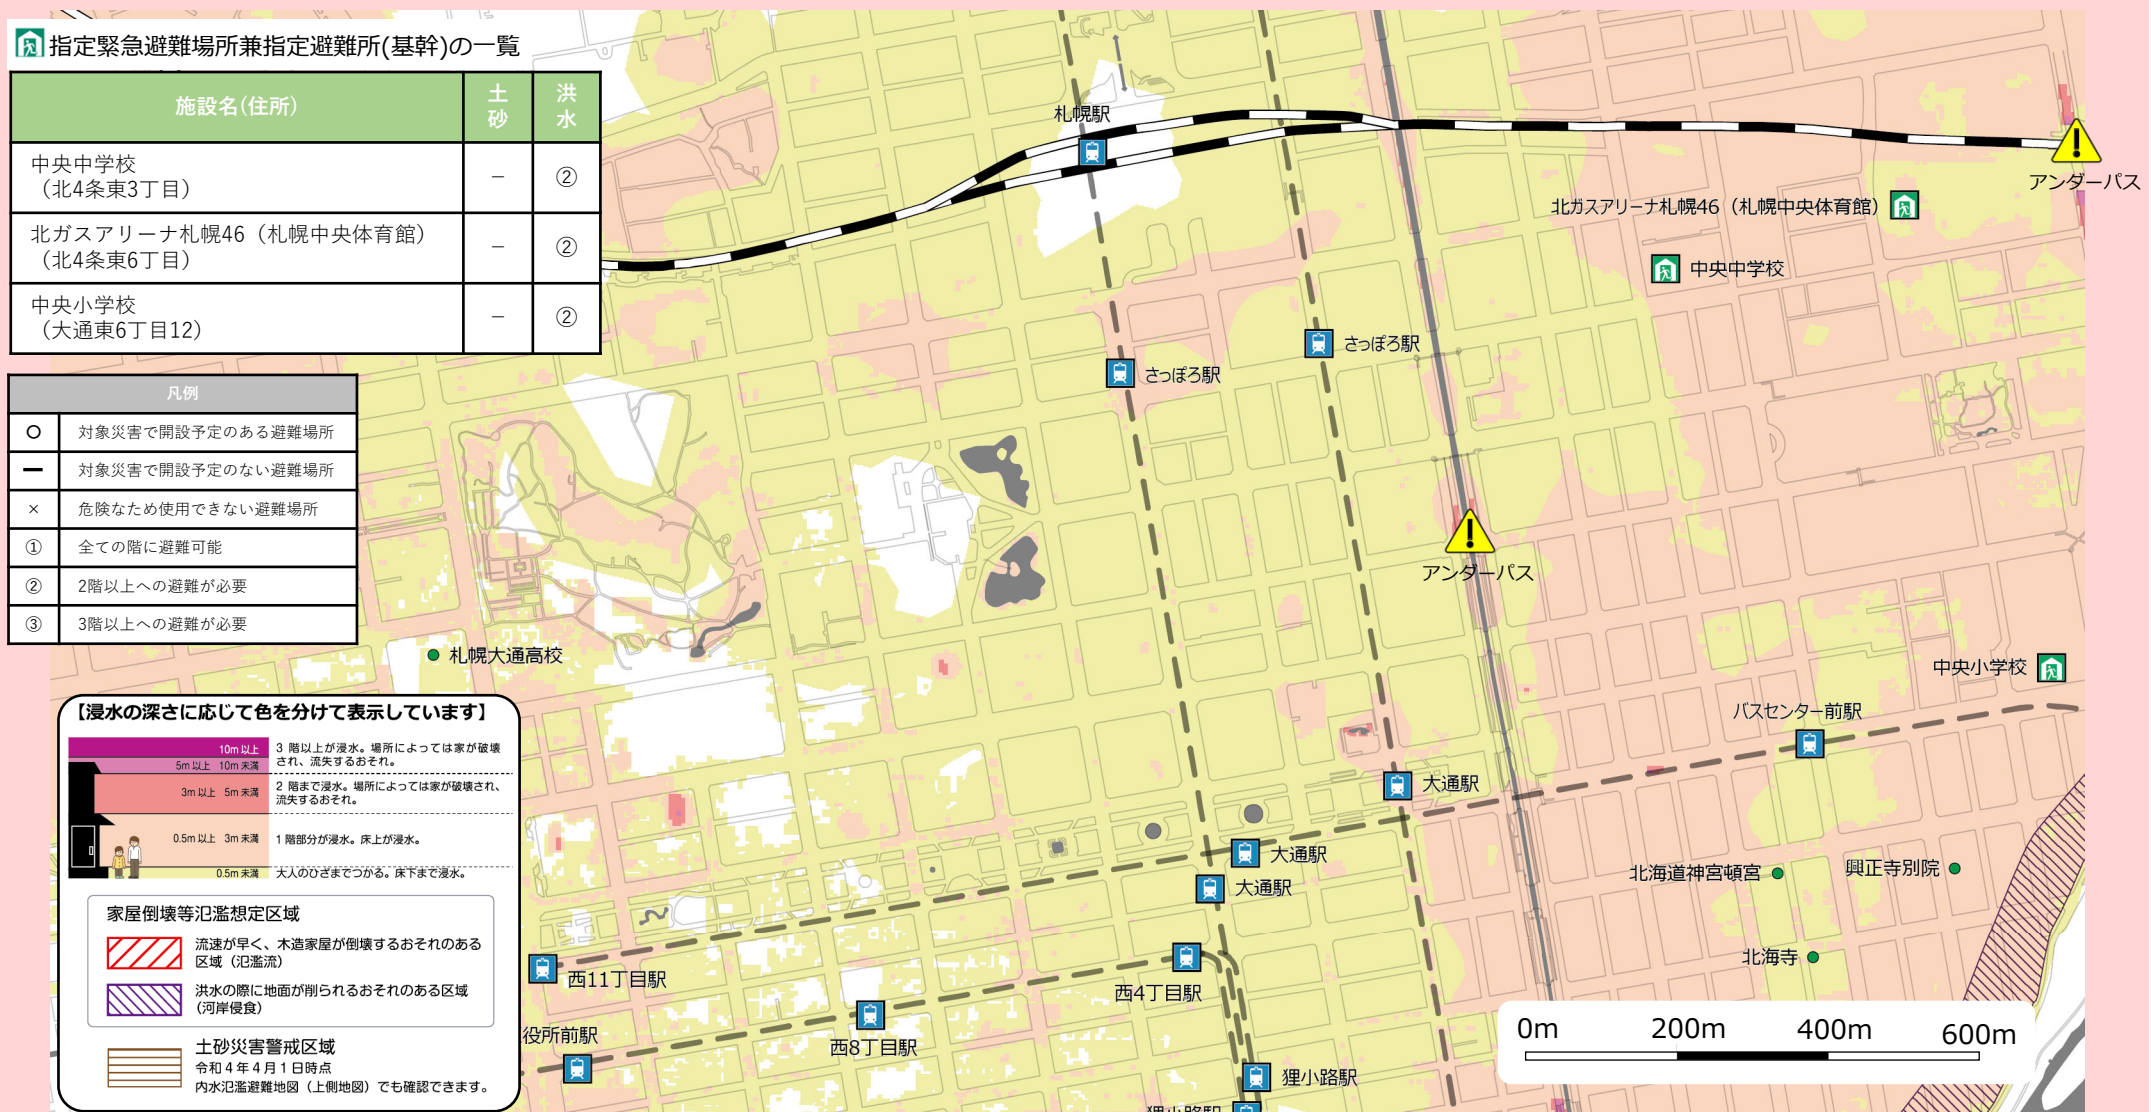 指定緊急避難場所兼指定避難所(基幹)の一覧
施設名(住所) 土砂 洪水
中央中学校
(北4条東3丁目) － ②
北ガスアリーナ札幌46（札幌中央体育館）
(北4条東6丁目) － ②
中央小学校
(大通東6丁目12) － ②
凡例
○ 対象災害で開設予定のある避難場所
ー 対象災害で開設予定のない避難場所
× 危険なため使用できない避難場所
① 全ての階に避難可能
② 2階以上への避難が必要
③ 3階以上への避難が必要
札幌駅
アンダーパス
北ガスアリーナ札幌46（札幌中央体育館）
中央中学校
さっぽろ駅
さっぽろ駅
アンダーパス
札幌大通高校
中央小学校
バスセンター前駅
大通駅
大通駅
大通駅
北海道神宮頓宮
興正寺別院
北海寺
西11丁目駅
西4丁目駅
西8丁目駅
役所前駅
狸小路駅
狸小路駅
【浸水の深さに応じて色を分けて表示しています】
10m以上 3 階以上が浸水。場所によっては家が破壊
され、流失するおそれ。
5m以上 10m未満
3m以上 5m未満 2 階まで浸水。場所によっては家が破壊され、
流失するおそれ。
0.5m以上 3m未満 1 階部分が浸水。床上が浸水。
0.5m未満 大人のひざまでつかる。床下まで浸水。
家屋倒壊等氾濫想定区域
流速が早く、木造家屋が倒壊するおそれのある
区域（氾濫流）
洪水の際に地面が削られるおそれのある区域
（河岸侵食）
土砂災害警戒区域
令和4年4月1日時点
内水氾濫避難地図（上側地図）でも確認できます。
0m 200m 400m 600m